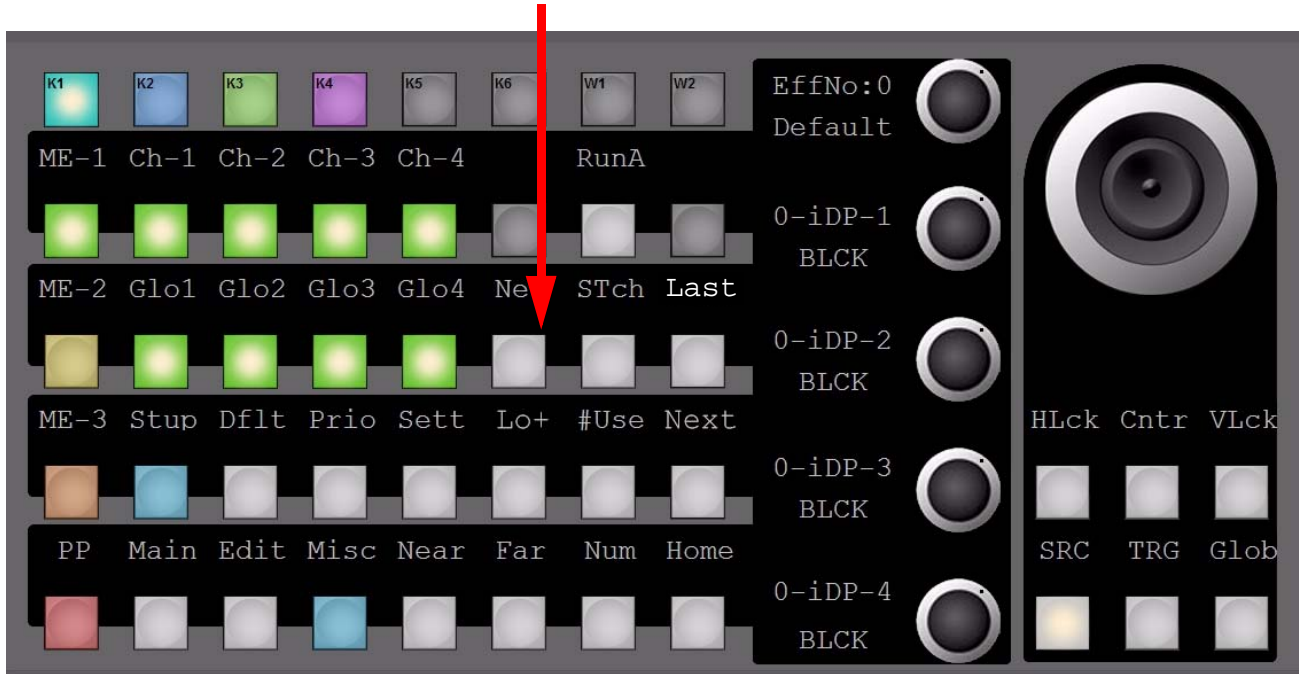 K1 K2 K3 K4 K5 K6 W1 W2
EffNo:0
Default
ME-1 Ch-1 Ch-2 Ch-3 Ch-4 RunA
0-iDP-1
BLCK
ME-2 Glo1 Glo2 Glo3 Glo4 STch Last
0-iDP-2
BLCK
ME-3 Stup Dflt Prio Sett Lo+ #Use Next
HLck Cntr VLck
0-iDP-3
BLCK
PP Main Edit Misc Near Far Num Home
SRC TRG Glob
0-iDP-4
BLCK